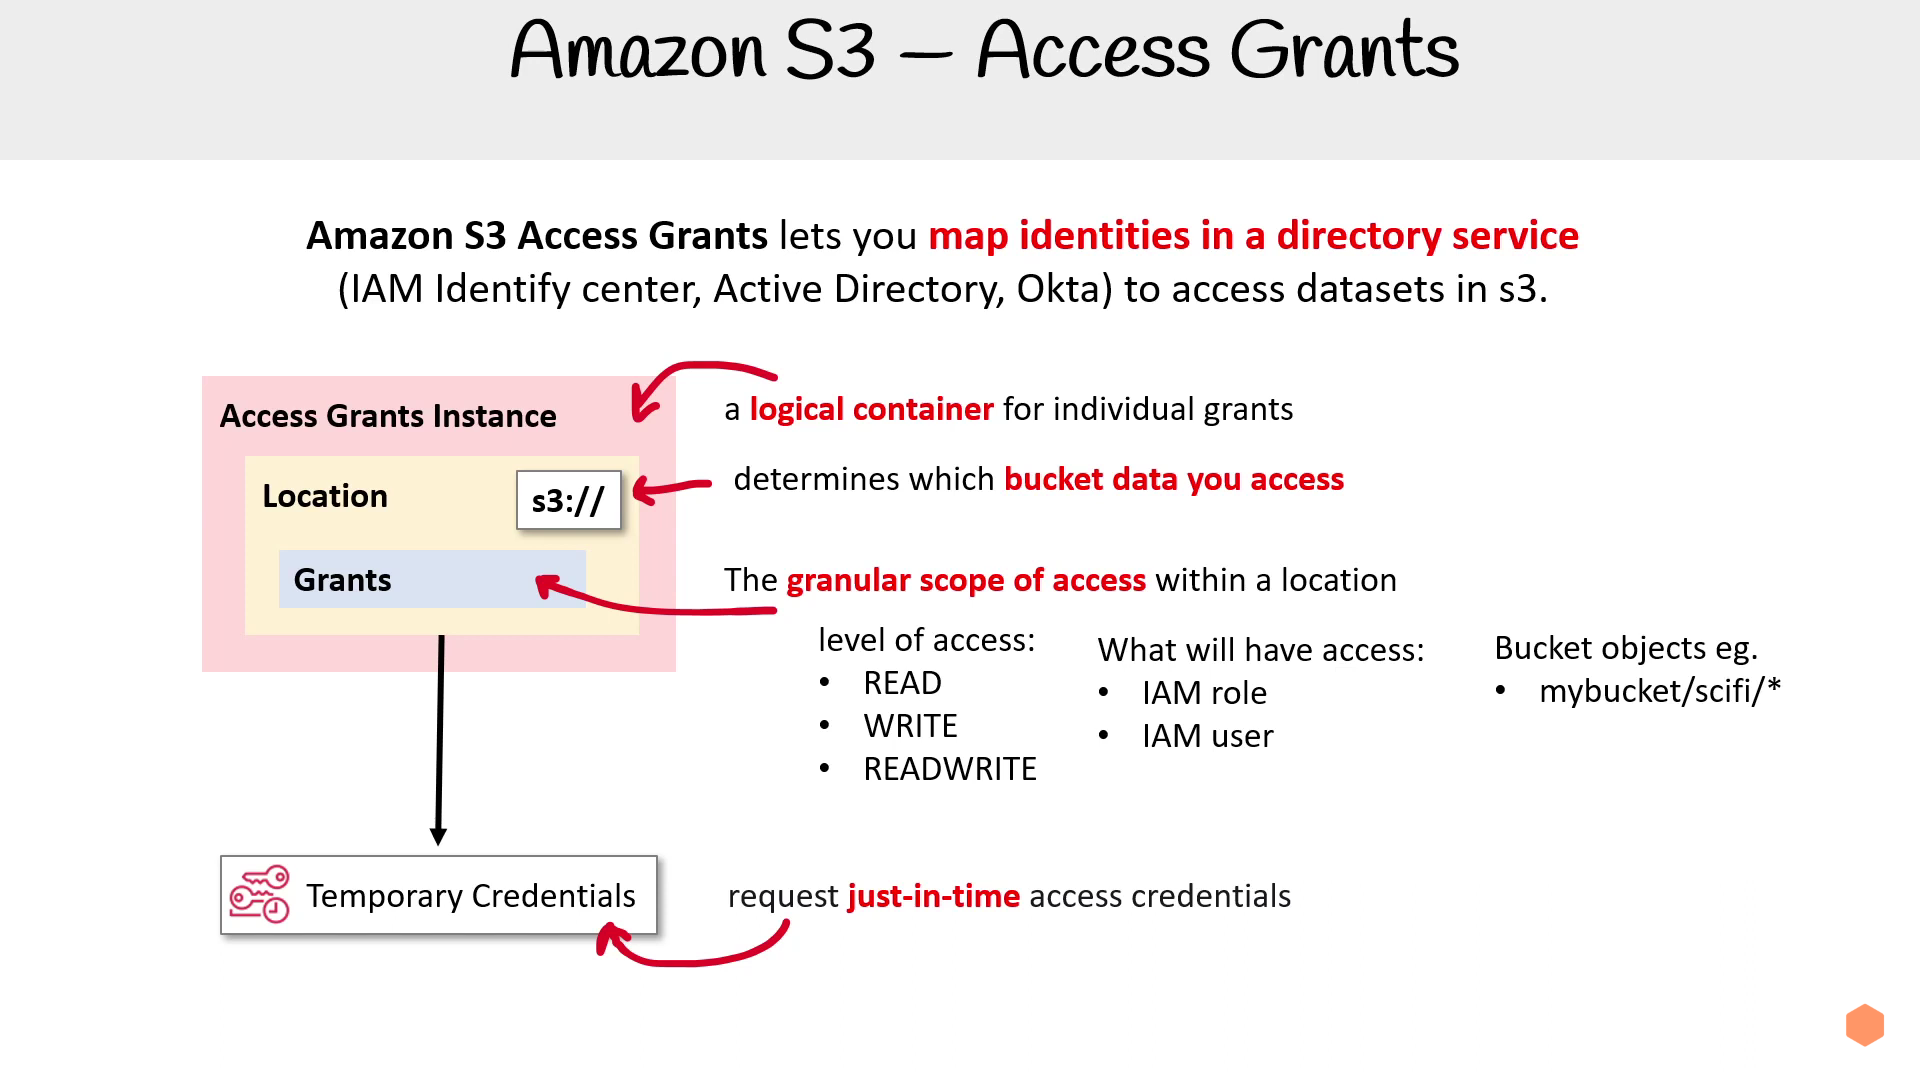 Amazon S3 – Access Grants
Amazon S3 Access Grants lets you map identities in a directory service
(IAM Identify center, Active Directory, Okta) to access datasets in s3.
Access Grants Instance
a logical container for individual grants
Location
s3://
determines which bucket data you access
Grants
The granular scope of access within a location
level of access:
• READ
• WRITE
• READWRITE
What will have access:
• IAM role
• IAM user
Bucket objects eg.
• mybucket/scifi/*
Temporary Credentials
request just-in-time access credentials